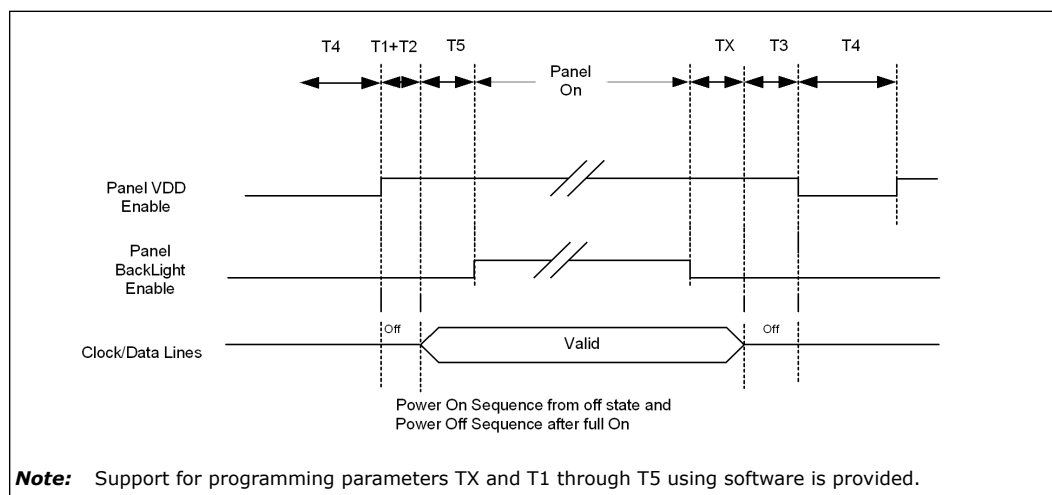 T4 T1+T2 T5 TX T3 T4
Panel
On
Panel VDD
Enable
Panel
BackLight
Enable
Off Off
Clock/Data Lines Valid
Power On Sequence from off state and
Power Off Sequence after full On
Note: Support for programming parameters TX and T1 through T5 using software is provided.